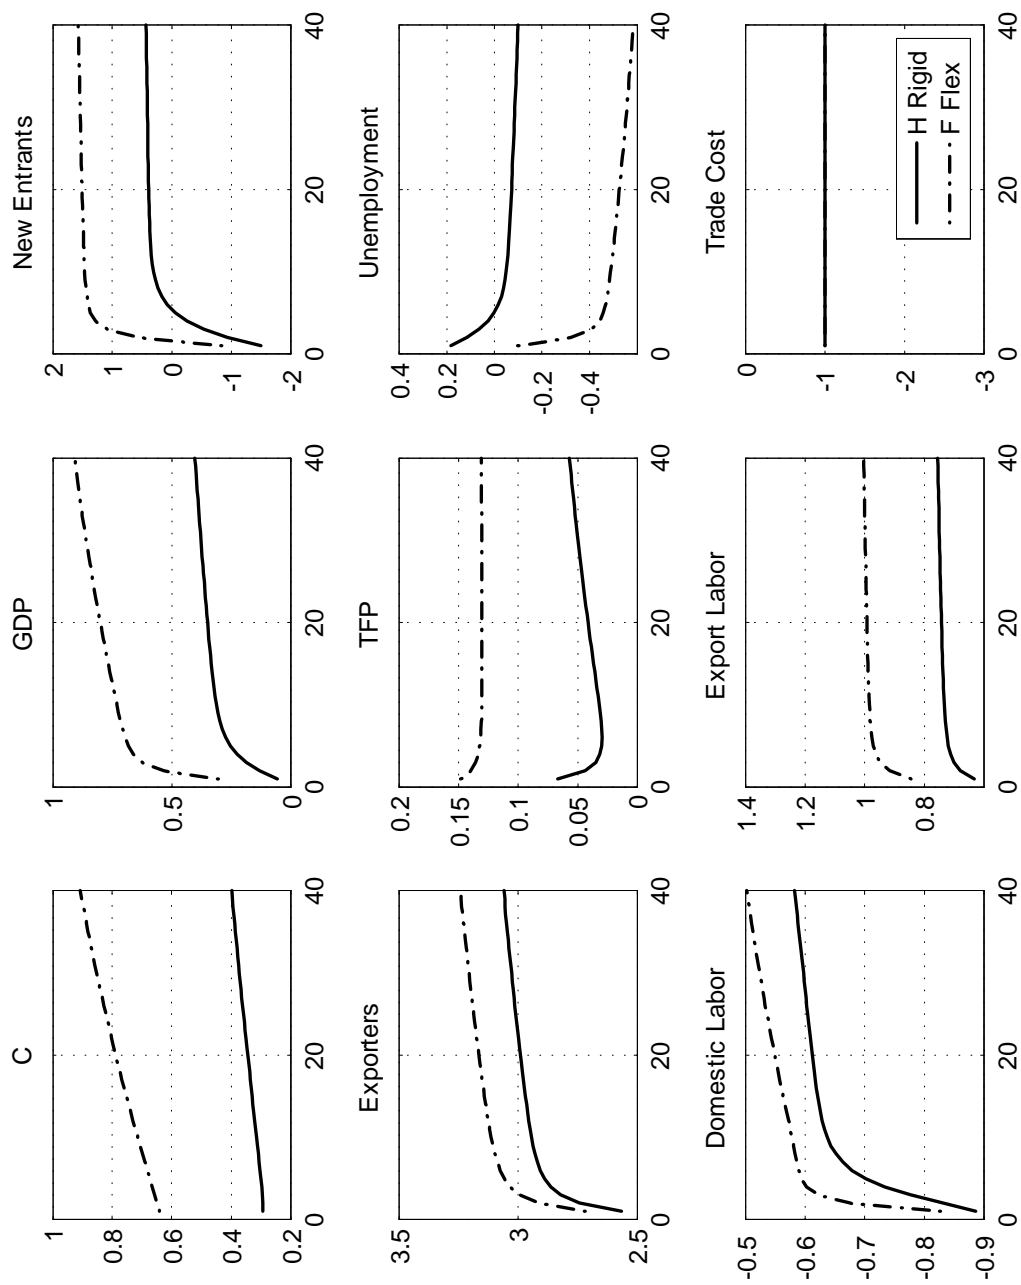 C
1
0.8
0.6
0.4
0.2
0 20 40
GDP
1
0.5
0
0 20 40
New Entrants
2
1
0
-1
-2
0 20 40
Exporters
3.5
3
2.5
0 20 40
TFP
0.2
0.15
0.1
0.05
0
0 20 40
Unemployment
0.4
0.2
0
-0.2
-0.4
0 20 40
Domestic Labor
-0.5
-0.6
-0.7
-0.8
-0.9
0 20 40
Export Labor
1.4
1.2
1
0.8
0 20 40
Trade Cost
0
-1
-2
-3
0 20 40
H Rigid
F Flex